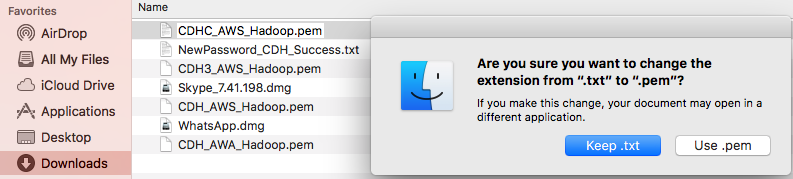 Favorites
AirDrop
All My Files
iCloud Drive
Applications
Desktop
Downloads
Name
CDHC_AWS_Hadoop.pem
NewPassword_CDH_Success.txt
CDH3_AWS_Hadoop.pem
Skype_7.41.198.dmg
CDH_AWS_Hadoop.pem
WhatsApp.dmg
CDH_AWA_Hadoop.pem
Are you sure you want to change the
extension from “.txt” to “.pem”?
If you make this change, your document may open in a
different application.
Keep .txt
Use .pem